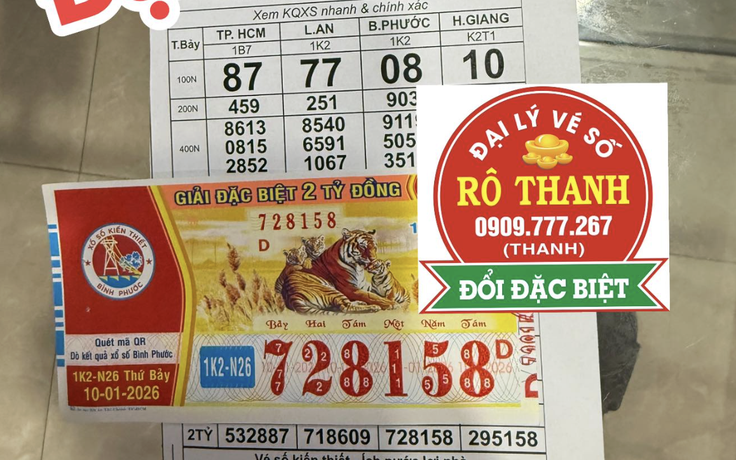 Xem KQXS nhanh & chính xác
T.Bảy TP. HCM L.AN B.PHƯỚC H.GIANG
1B7 1K2 1K2 K2T1
100N 87 77 08 10
200N 459 251 903
8613 8540 9119
400N 0815 6591 505
2852 1067 351
ĐẠI LÝ VÉ SỐ
RÔ THANH
0909.777.267
(THANH)
ĐỔI ĐẶC BIỆT
GIẢI ĐẶC BIỆT 2 TỶ ĐỒNG
728158
D
XỔ SỐ KIẾN THIẾT
BÌNH PHƯỚC
Quét mã QR
Dò kết quả xổ số Bình Phước
1K2-N26 Thứ Bảy
10-01-2026
Bảy Hai Tám Một Năm Tám
1K2-N26 728158 D
2TỶ 532887 718609 728158 295158